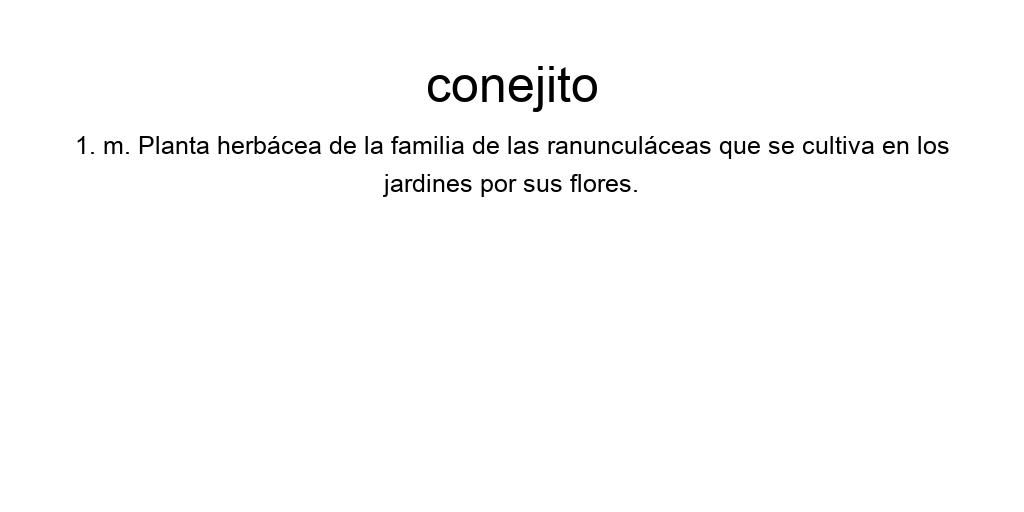 conejito
1. m. Planta herbácea de la familia de las ranunculáceas que se cultiva en los
jardines por sus flores.